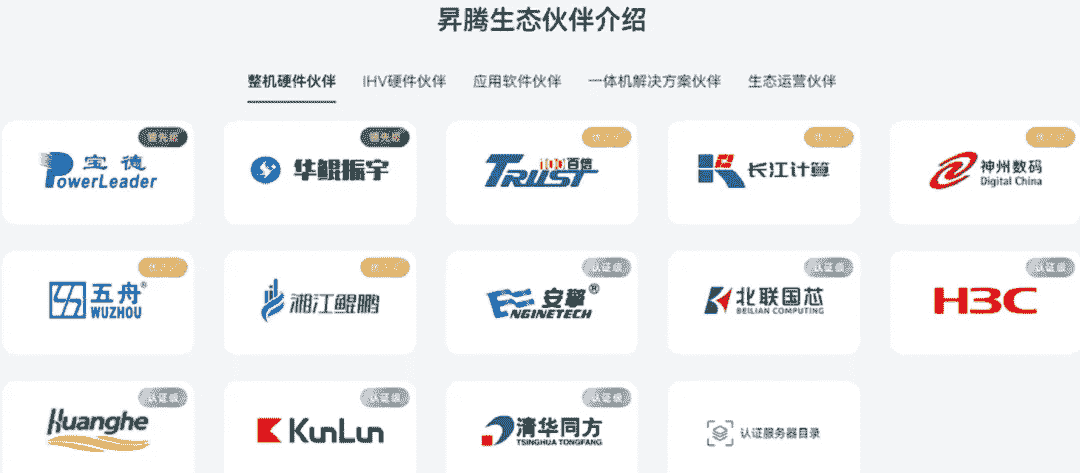 昇腾生态伙伴介绍
整机硬件伙伴 IHV硬件伙伴 应用软件伙伴 一体机解决方案伙伴 生态运营伙伴
领先级
宝德
PowerLeader
领先级
华鲲振宇
百信
TRUST
长江计算
神州数码
Digital China
五舟®
WUZHOU
湘江鲲鹏
认证级
安擎®
ENGINETECH
认证级
北联国芯
BEILIAN COMPUTING
认证级
H3C
认证级
Huanghe
认证级
KunLun
认证级
清华同方
TSINGHUA TONGFANG
认证服务器目录